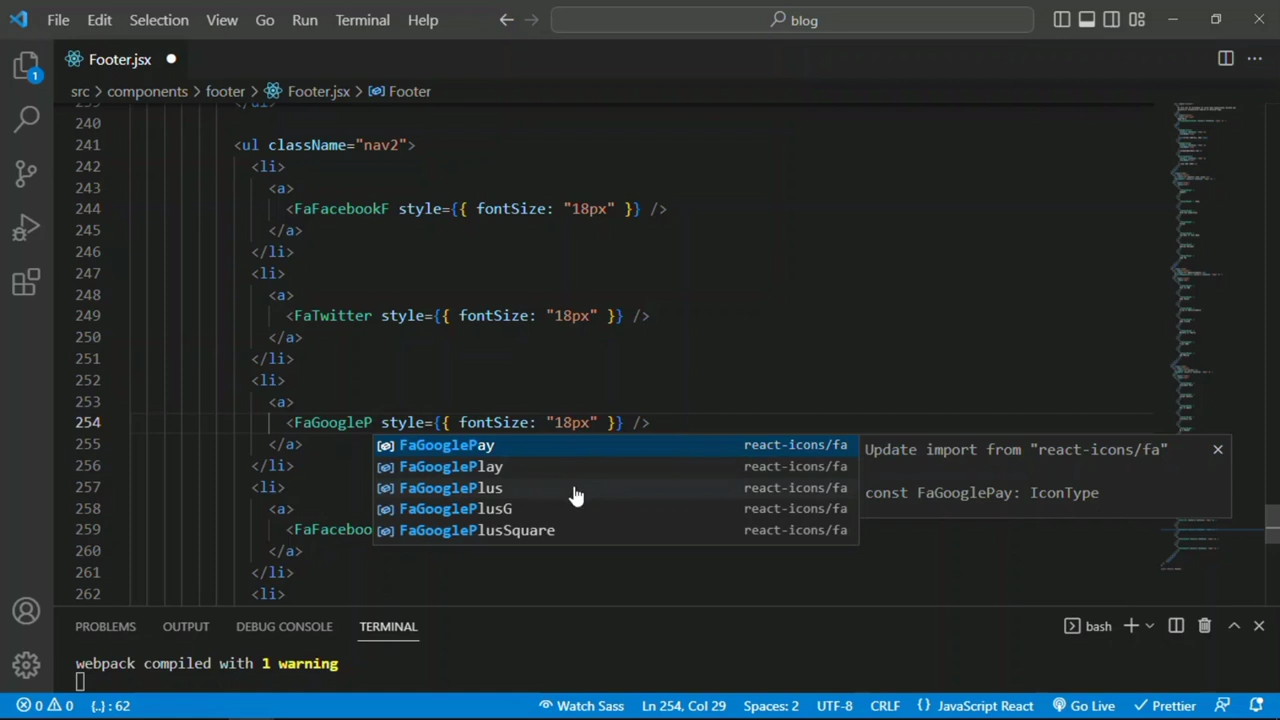 File Edit Selection View Go Run Terminal Help blog
Footer.jsx
src > components > footer > Footer.jsx > Footer
239 </ul>
240
241 <ul className="nav2">
242 <li>
243 <a>
244 <FaFacebookF style={{ fontSize: "18px" }} />
245 </a>
246 </li>
247 <li>
248 <a>
249 <FaTwitter style={{ fontSize: "18px" }} />
250 </a>
251 </li>
252 <li>
253 <a>
254 <FaGoogleP style={{ fontSize: "18px" }} />
255 </a>
FaGooglePay react-icons/fa
Update import from "react-icons/fa"
256 </li>
FaGooglePlay react-icons/fa
257 <li>
FaGooglePlus react-icons/fa
const FaGooglePay: IconType
258 <a>
FaGooglePlusG react-icons/fa
259 <FaFaceboo
FaGooglePlusSquare react-icons/fa
260 </a>
261 </li>
262 <li>
PROBLEMS OUTPUT DEBUG CONSOLE TERMINAL bash
webpack compiled with 1 warning
0 0 {..} : 62 Watch Sass Ln 254, Col 29 Spaces: 2 UTF-8 CRLF {} JavaScript React Go Live Prettier
1